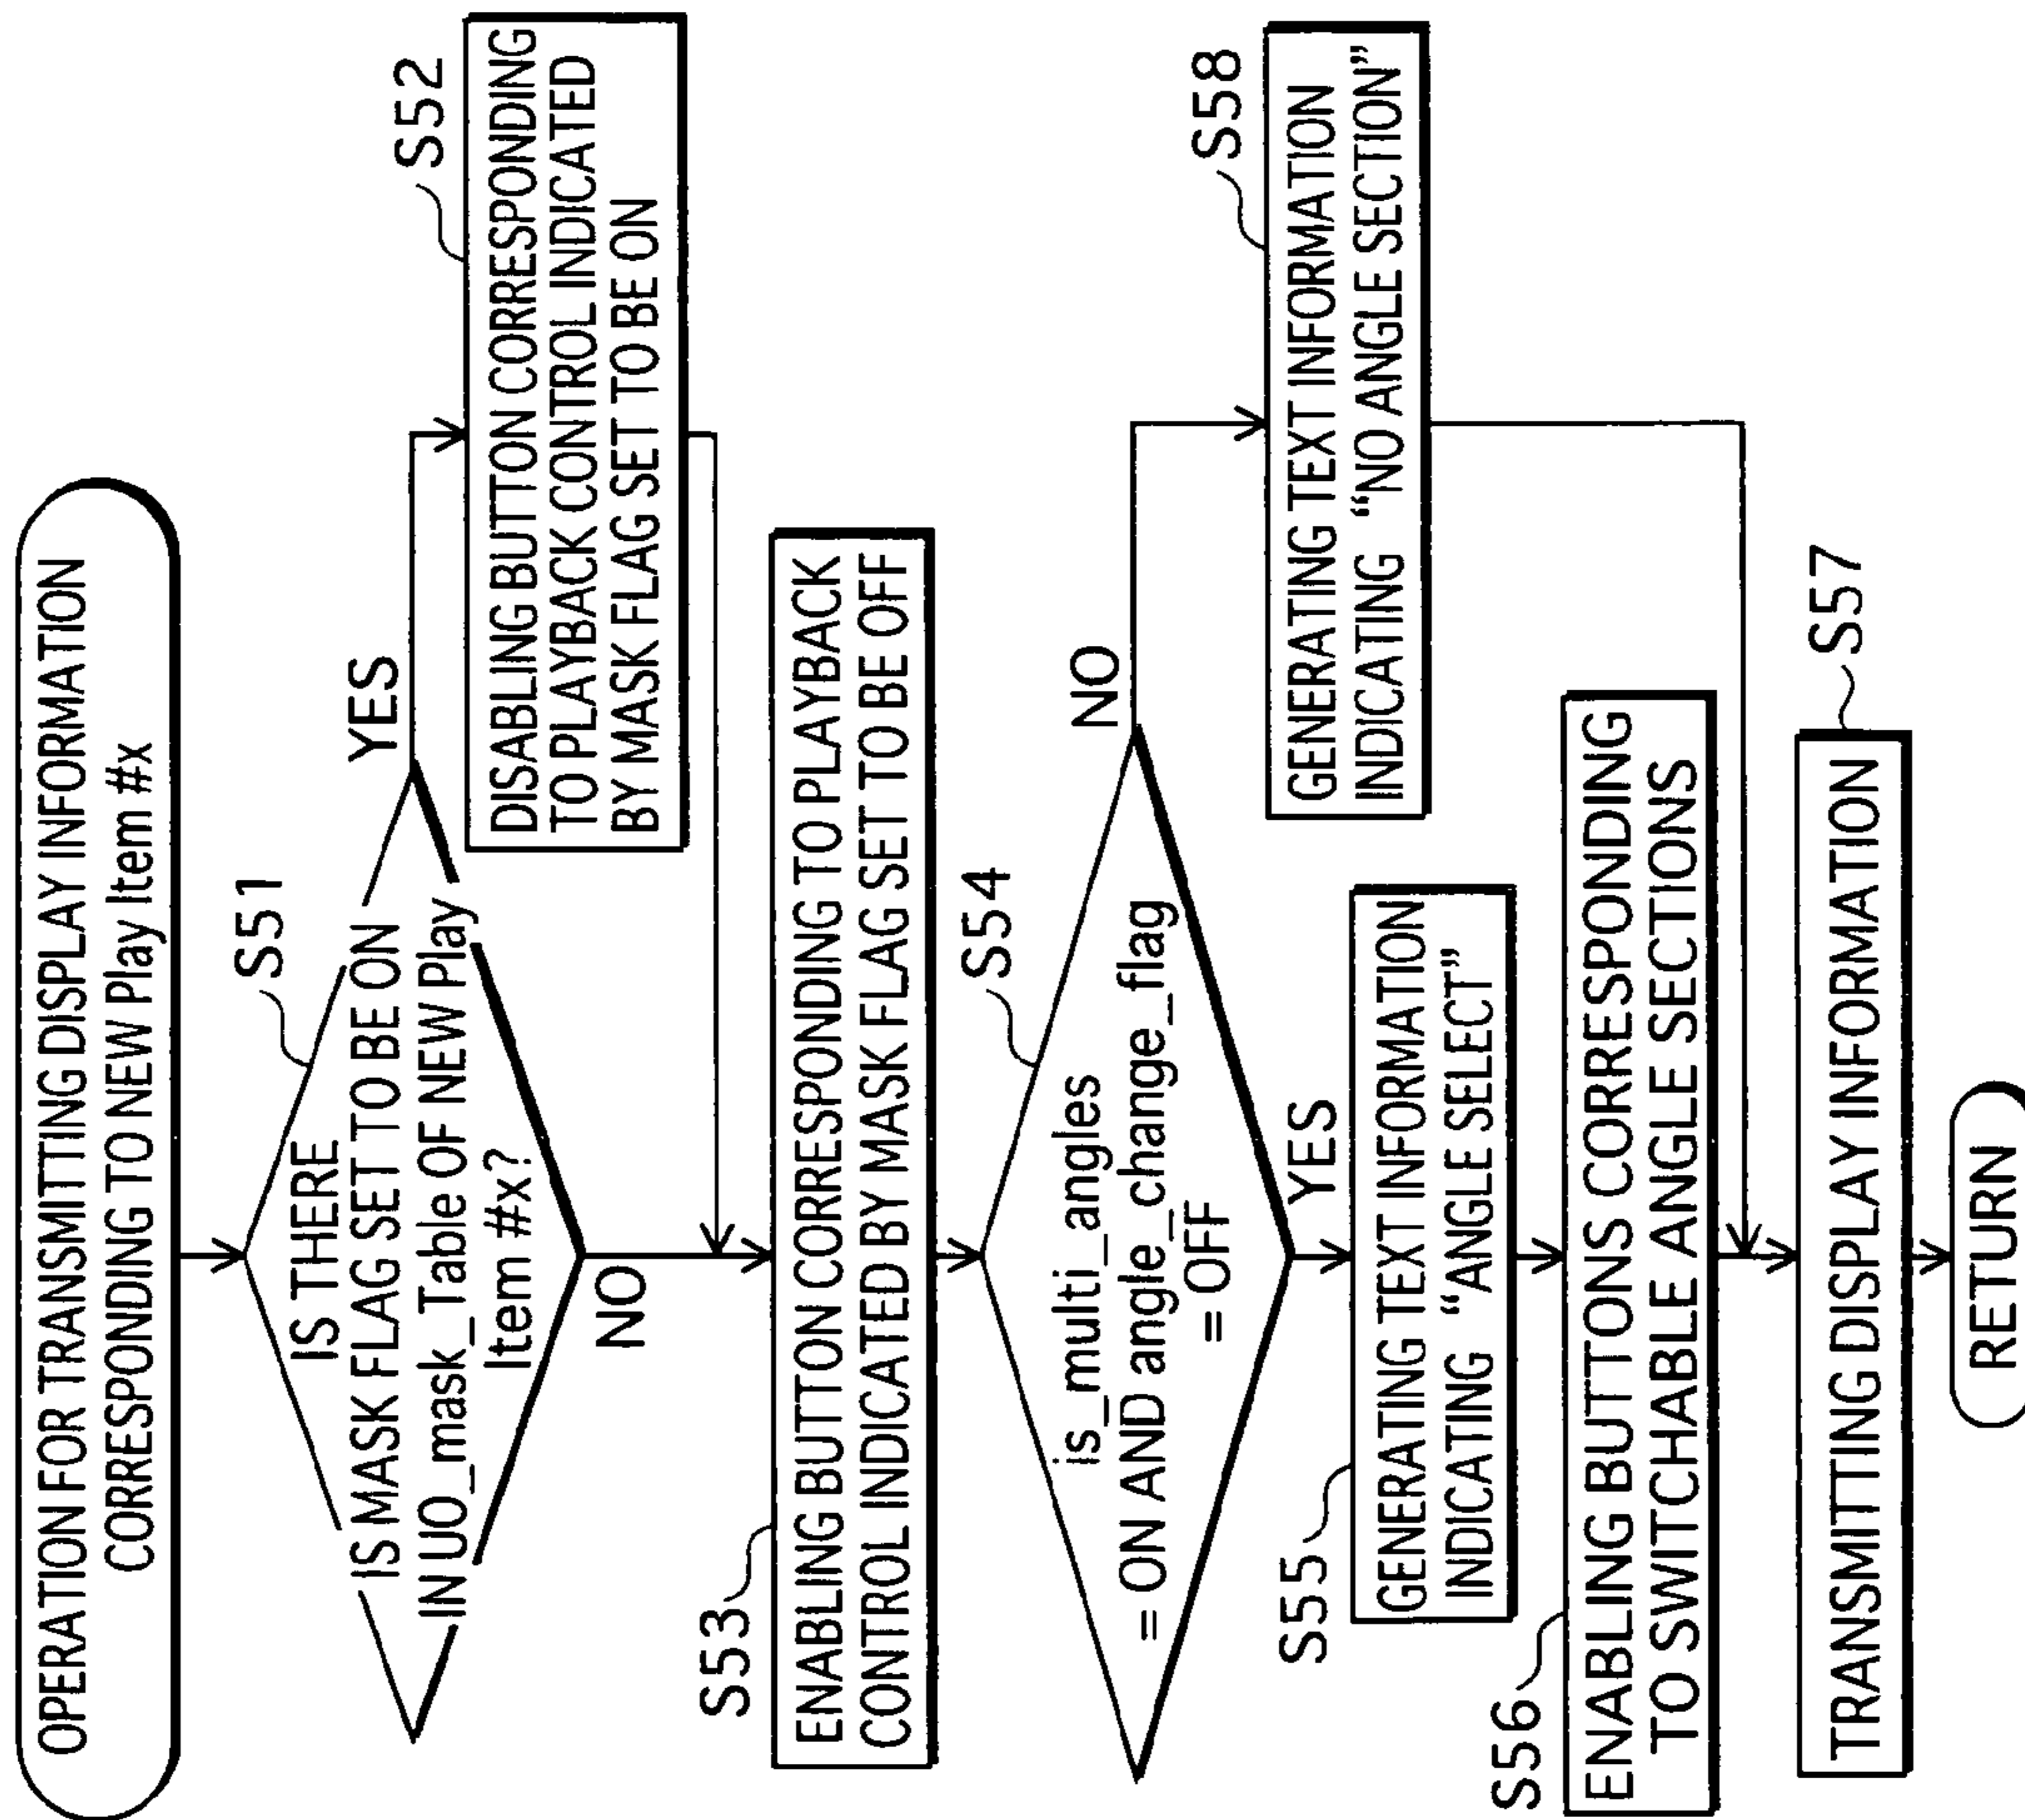 OPERATION FOR TRANSMITTING DISPLAY INFORMATION
CORRESPONDING TO NEW Play Item #x
S51
IS THERE
IS MASK FLAG SET TO BE ON
IN UO_mask_Table OF NEW Play
Item #x?
YES
NO
S52
DISABLING BUTTON CORRESPONDING
TO PLAYBACK CONTROL INDICATED
BY MASK FLAG SET TO BE ON
S53
ENABLING BUTTON CORRESPONDING TO PLAYBACK
CONTROL INDICATED BY MASK FLAG SET TO BE OFF
S54
is_multi_angles
= ON AND angle_change_flag
= OFF
NO
YES
S58
GENERATING TEXT INFORMATION
INDICATING "NO ANGLE SECTION"
S55
GENERATING TEXT INFORMATION
INDICATING "ANGLE SELECT"
S56
ENABLING BUTTONS CORRESPONDING
TO SWITCHABLE ANGLE SECTIONS
S57
TRANSMITTING DISPLAY INFORMATION
RETURN